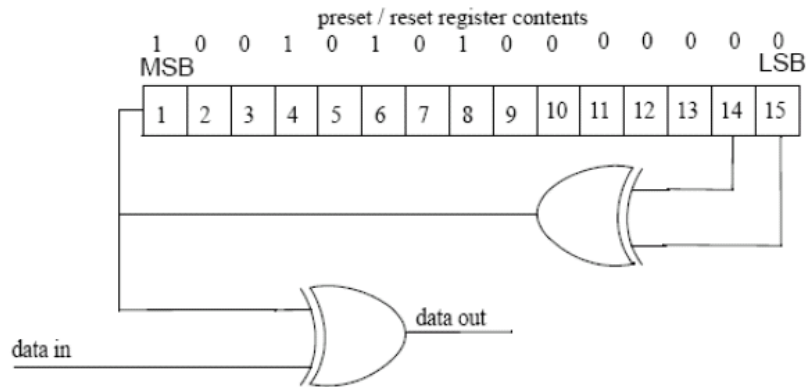 preset / reset register contents
1 0 0 1 0 1 0 1 0 0 0 0 0 0 0
MSB LSB
1 2 3 4 5 6 7 8 9 10 11 12 13 14 15
data out
data in